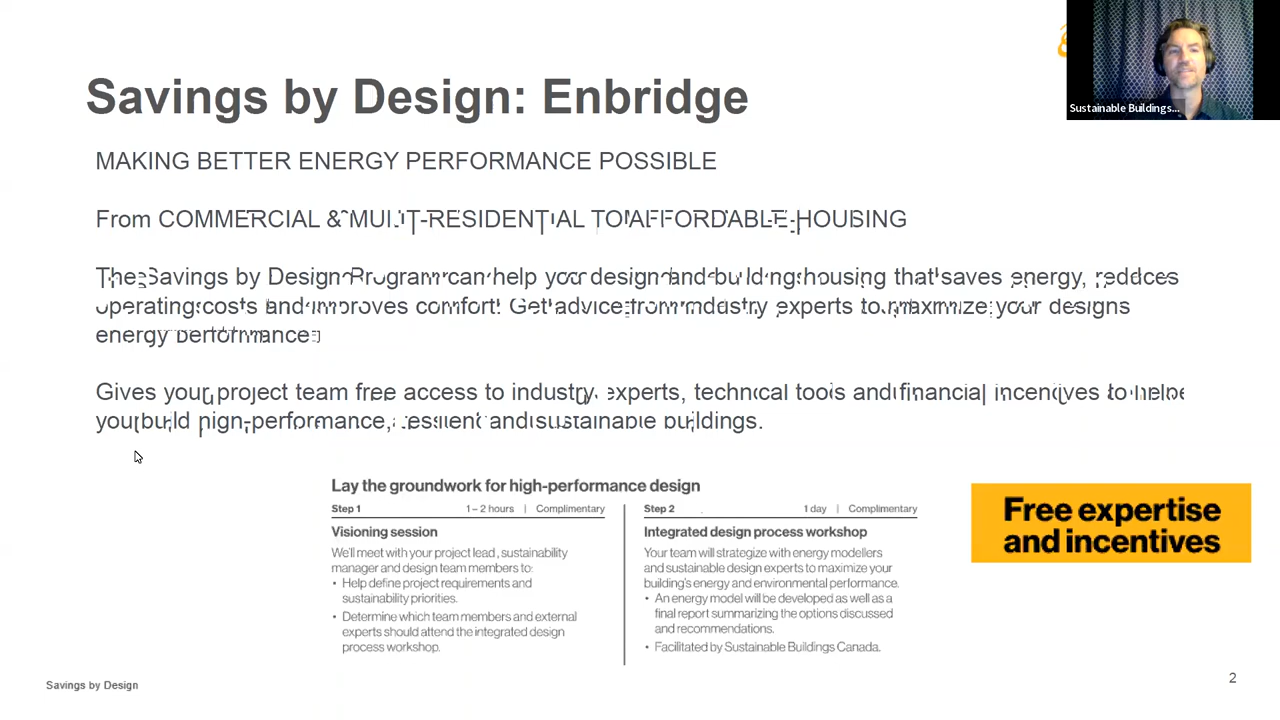 Savings by Design: Enbridge
Sustainable Buildings...
MAKING BETTER ENERGY PERFORMANCE POSSIBLE
From COMMERCIAL & MULIT-RESIDENTIAL TO AFFORDABLE HOUSING
The Savings by Design Program can help your design and building housing that saves energy, reduces
operating costs and improves comfort! Get advice from industry experts to maximize your designs
energy performance
Gives your project team free access to industry experts, technical tools and financial incentives to help
you build high-performance, resilient and sustainable buildings.
Lay the groundwork for high-performance design
Step 1 1 – 2 hours | Complimentary
Visioning session
We'll meet with your project lead, sustainability
manager and design team members to:
• Help define project requirements and
sustainability priorities.
• Determine which team members and external
experts should attend the integrated design
process workshop.
Step 2 1 day | Complimentary
Integrated design process workshop
Your team will strategize with energy modellers
and sustainable design experts to maximize your
building's energy and environmental performance.
• An energy model will be developed as well as a
final report summarizing the options discussed
and recommendations.
• Facilitated by Sustainable Buildings Canada.
Free expertise
and incentives
Savings by Design
2